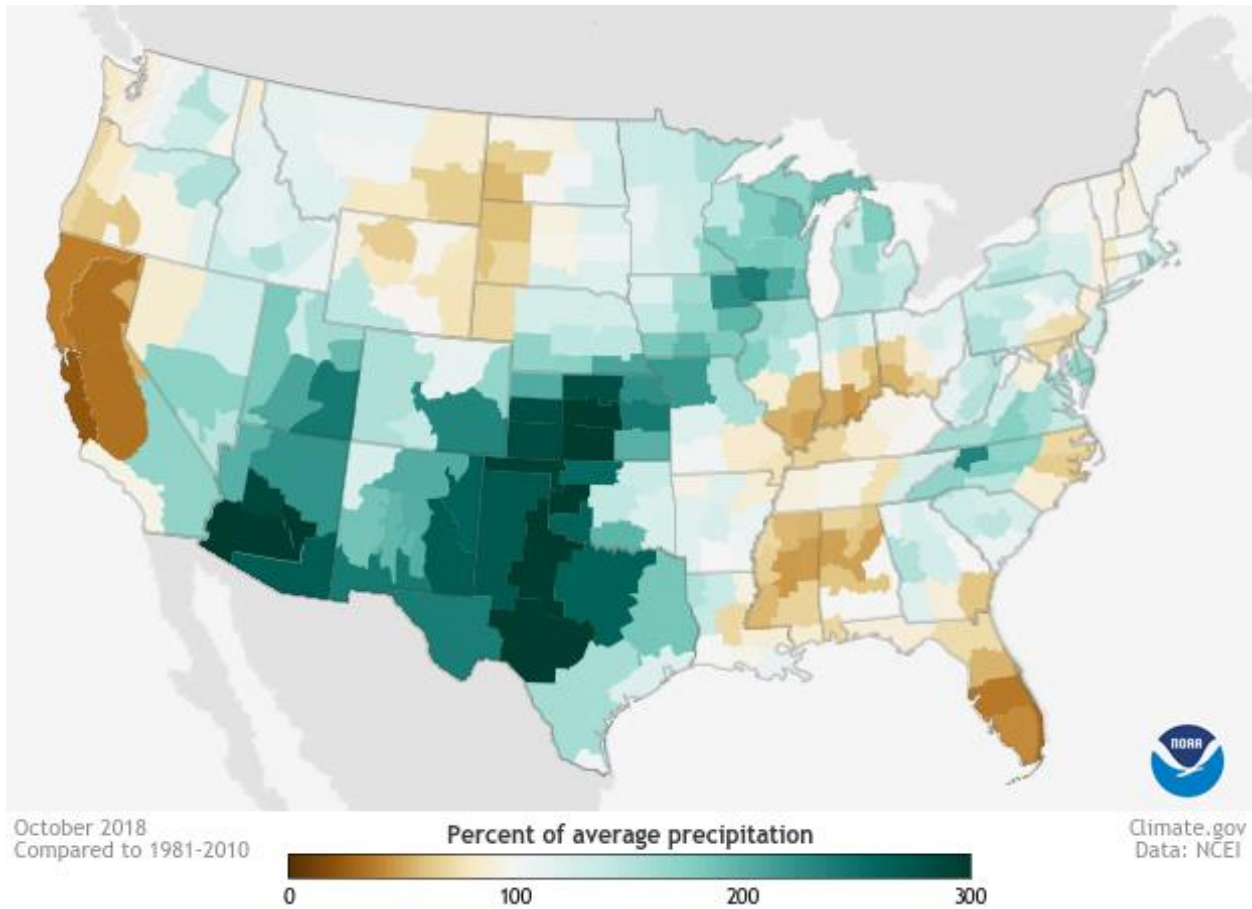 NOAA
October 2018
Compared to 1981-2010
Percent of average precipitation
Climate.gov
Data: NCEI
0 100 200 300